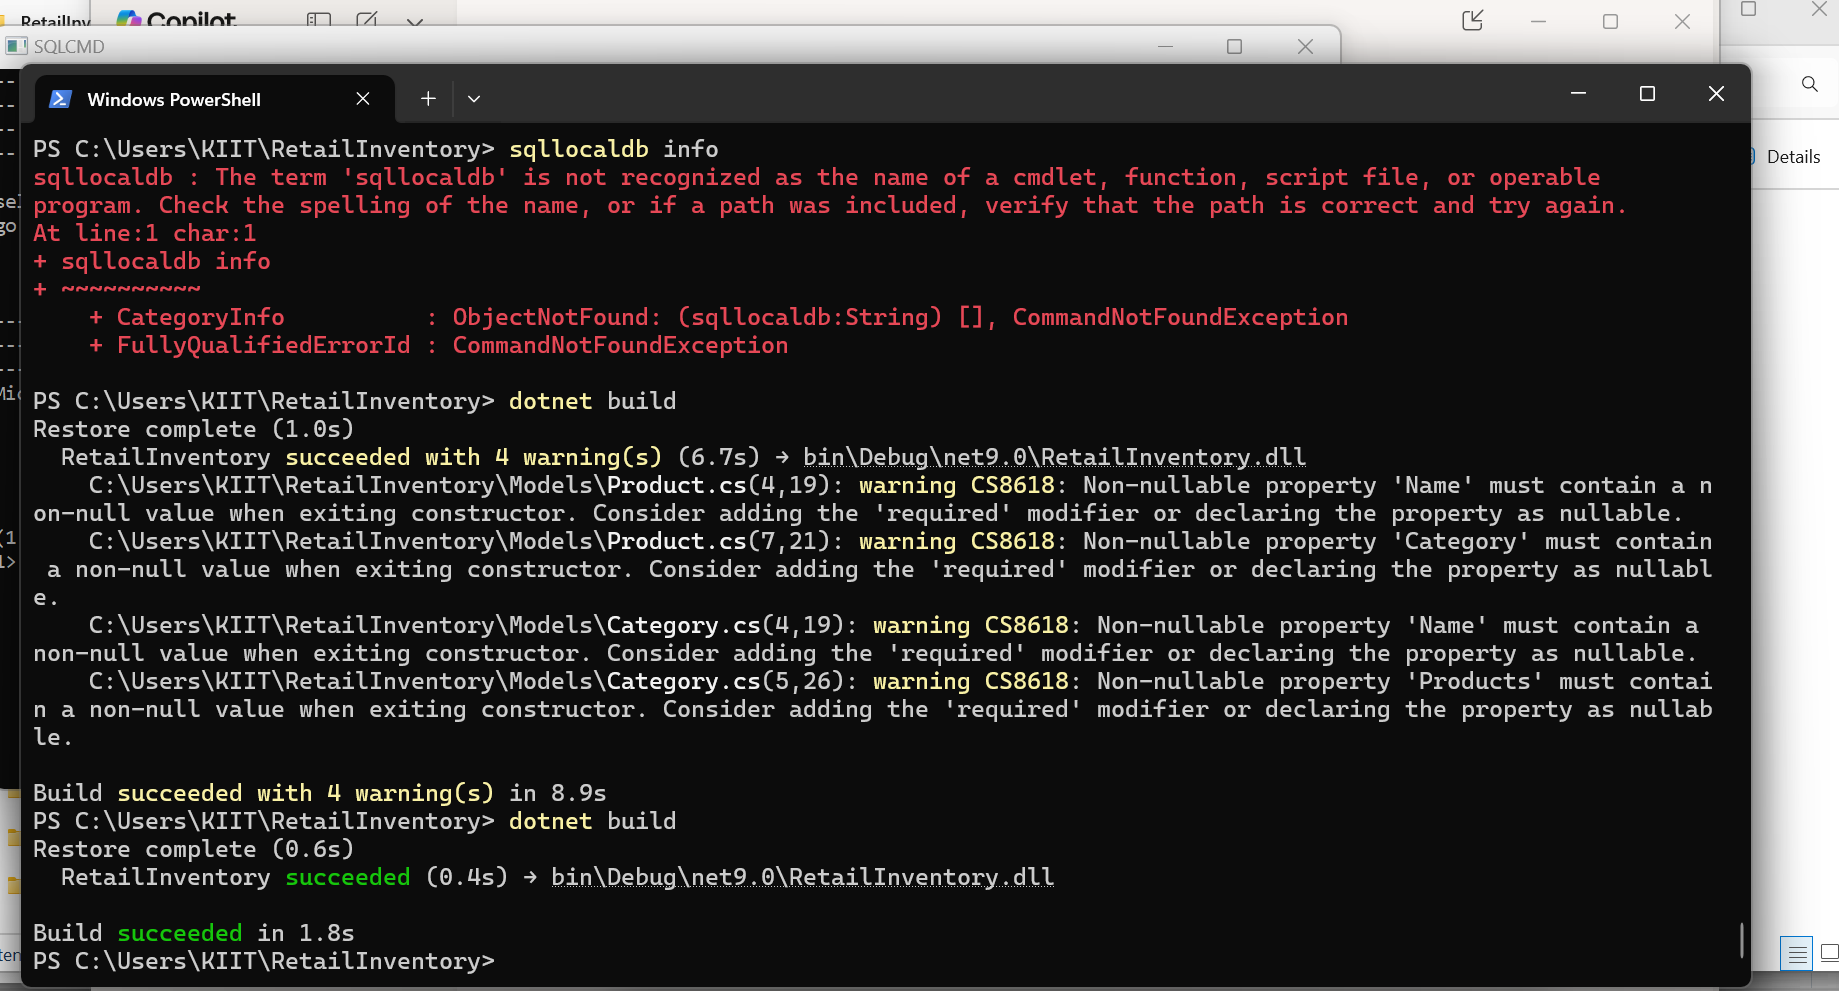 RetailInv
Copilot
SQLCMD
Windows PowerShell
Details
PS C:\Users\KIIT\RetailInventory> sqllocaldb info
sqllocaldb : The term 'sqllocaldb' is not recognized as the name of a cmdlet, function, script file, or operable
program. Check the spelling of the name, or if a path was included, verify that the path is correct and try again.
At line:1 char:1
+ sqllocaldb info
+ ~~~~~~~~~~
    + CategoryInfo          : ObjectNotFound: (sqllocaldb:String) [], CommandNotFoundException
    + FullyQualifiedErrorId : CommandNotFoundException
PS C:\Users\KIIT\RetailInventory> dotnet build
Restore complete (1.0s)
  RetailInventory succeeded with 4 warning(s) (6.7s) → bin\Debug\net9.0\RetailInventory.dll
    C:\Users\KIIT\RetailInventory\Models\Product.cs(4,19): warning CS8618: Non-nullable property 'Name' must contain a n
on-null value when exiting constructor. Consider adding the 'required' modifier or declaring the property as nullable.
    C:\Users\KIIT\RetailInventory\Models\Product.cs(7,21): warning CS8618: Non-nullable property 'Category' must contain
 a non-null value when exiting constructor. Consider adding the 'required' modifier or declaring the property as nullabl
e.
    C:\Users\KIIT\RetailInventory\Models\Category.cs(4,19): warning CS8618: Non-nullable property 'Name' must contain a
non-null value when exiting constructor. Consider adding the 'required' modifier or declaring the property as nullable.
    C:\Users\KIIT\RetailInventory\Models\Category.cs(5,26): warning CS8618: Non-nullable property 'Products' must contai
n a non-null value when exiting constructor. Consider adding the 'required' modifier or declaring the property as nullab
le.
Build succeeded with 4 warning(s) in 8.9s
PS C:\Users\KIIT\RetailInventory> dotnet build
Restore complete (0.6s)
  RetailInventory succeeded (0.4s) → bin\Debug\net9.0\RetailInventory.dll
Build succeeded in 1.8s
PS C:\Users\KIIT\RetailInventory>